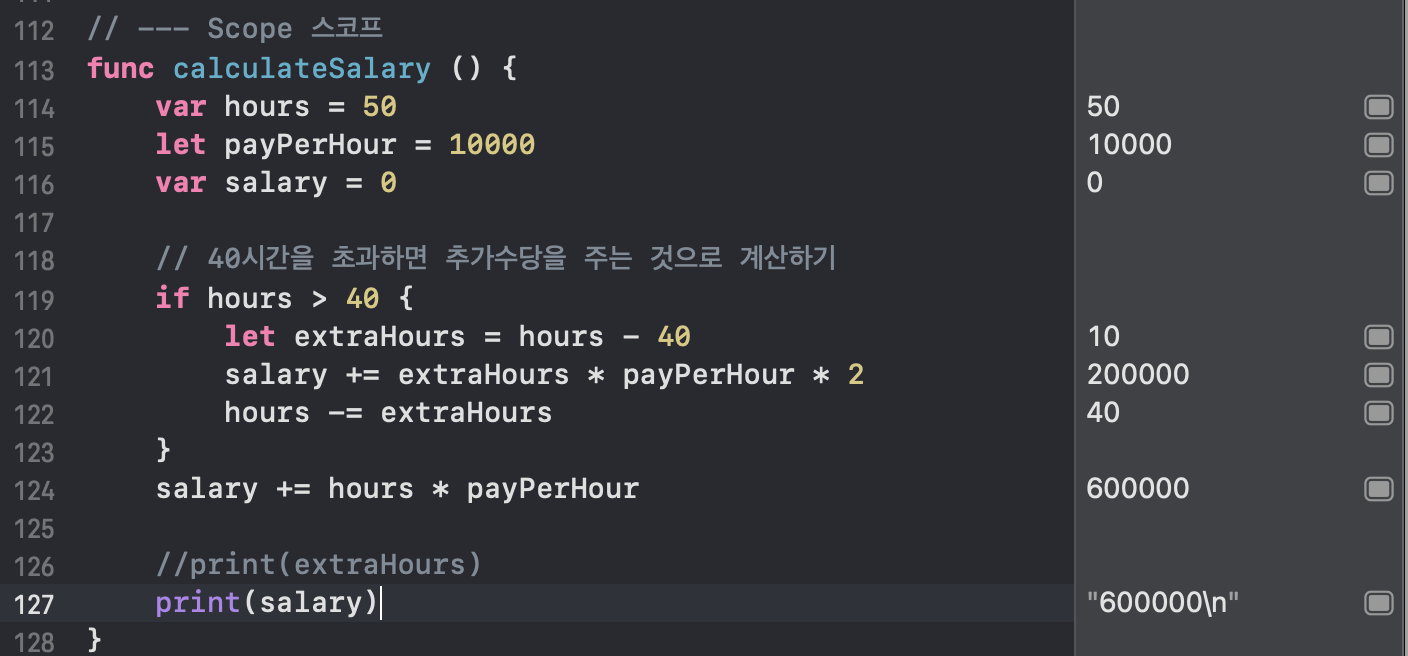 112 // --- Scope 스코프
113 func calculateSalary () {
114 var hours = 50 50
115 let payPerHour = 10000 10000
116 var salary = 0 0
117
118 // 40시간을 초과하면 추가수당을 주는 것으로 계산하기
119 if hours > 40 {
120 let extraHours = hours - 40 10
121 salary += extraHours * payPerHour * 2 200000
122 hours -= extraHours 40
123 }
124 salary += hours * payPerHour 600000
125
126 //print(extraHours)
127 print(salary) "600000\n"
128 }